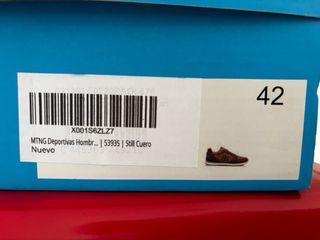 42
X001S6ZLZ7
MTNG Deportivas Hombr... | 53935 | Still Cuero
Nuevo